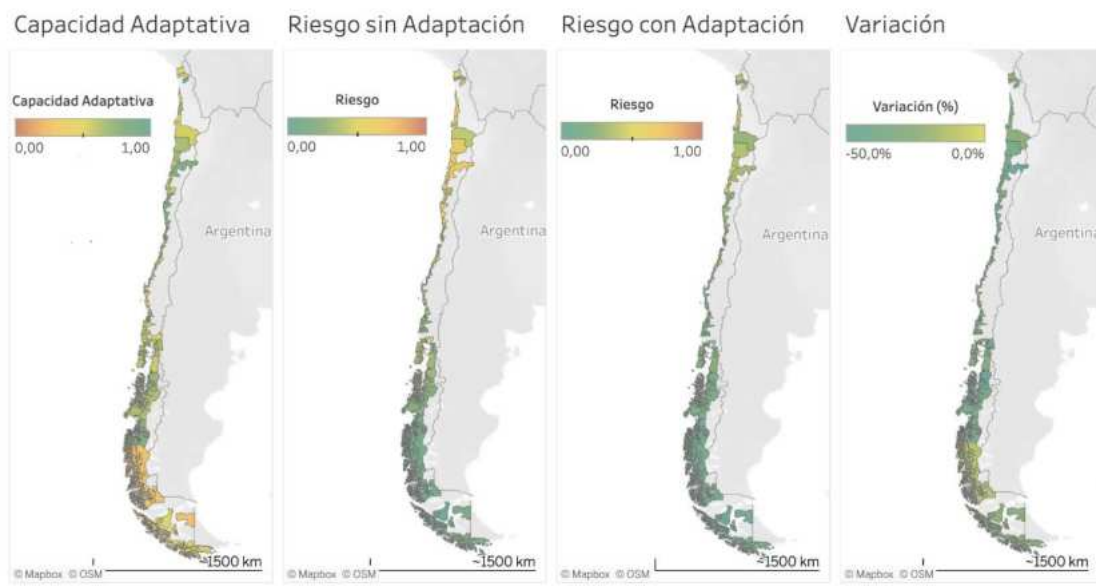 Capacidad Adaptativa
Riesgo sin Adaptación
Riesgo con Adaptación
Variación
Capacidad Adaptativa
0,00 1,00
Riesgo
0,00 1,00
Riesgo
0,00 1,00
Variación (%)
-50,0% 0,0%
Argentina
Argentina
Argentina
Argentina
~1500 km
~1500 km
~1500 km
~1500 km
© Mapbox © OSM
© Mapbox © OSM
© Mapbox © OSM
© Mapbox © OSM